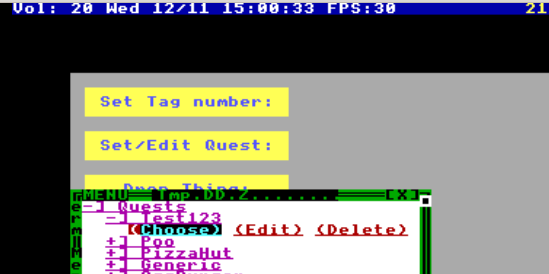 Vol: 20 Wed 12/11 15:00:33 FPS:30 21
Set Tag number:
Set/Edit Quest:
Drop Thing:
MENU Tmp.DD.Z.......[X]
-] Quests
-] Test123
(Choose) (Edit) (Delete)
+] Poo
+] PizzaHut
+] Generic